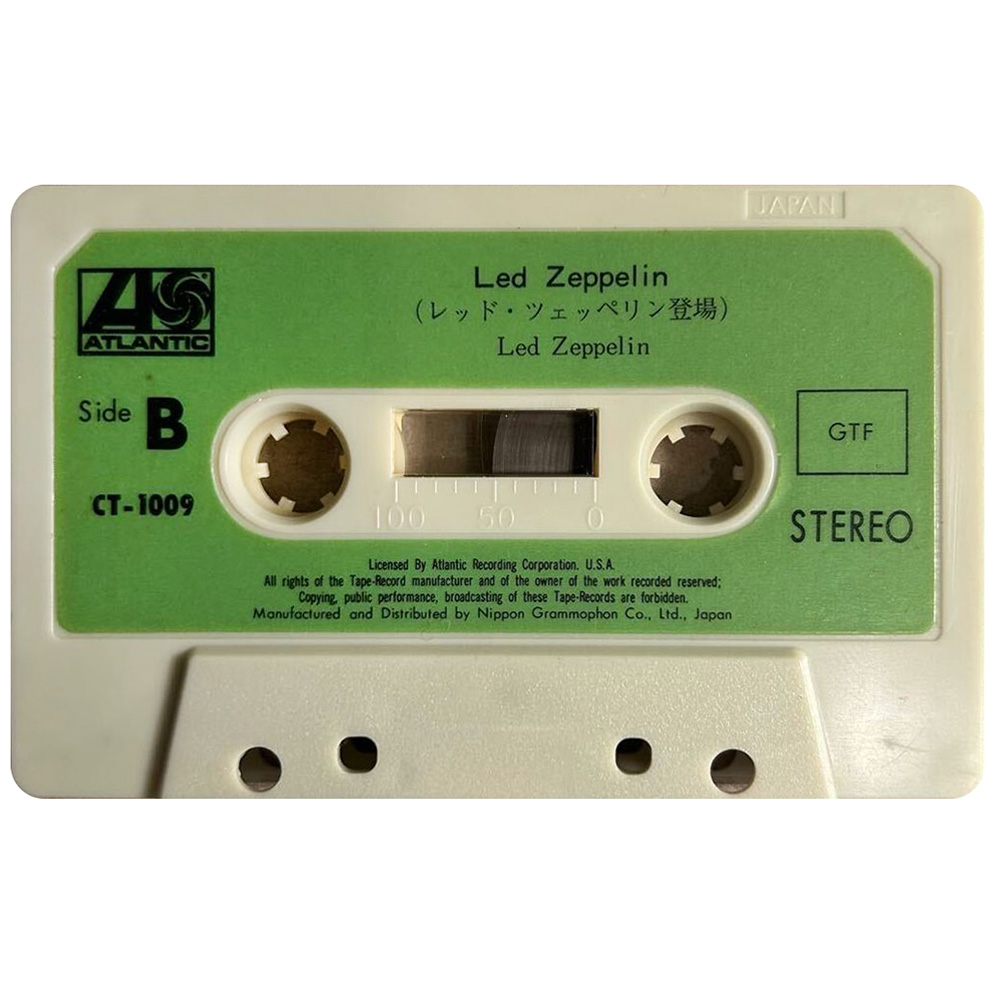 JAPAN
Led Zeppelin
(レッド・ツェッペリン登場)
Led Zeppelin
ATLANTIC
Side B
GTF
CT-1009
100 50 0
STEREO
Licensed By Atlantic Recording Corporation. U.S.A.
All rights of the Tape-Record manufacturer and of the owner of the work recorded reserved;
Copying, public performance, broadcasting of these Tape-Records are forbidden.
Manufactured and Distributed by Nippon Grammophon Co., Ltd., Japan